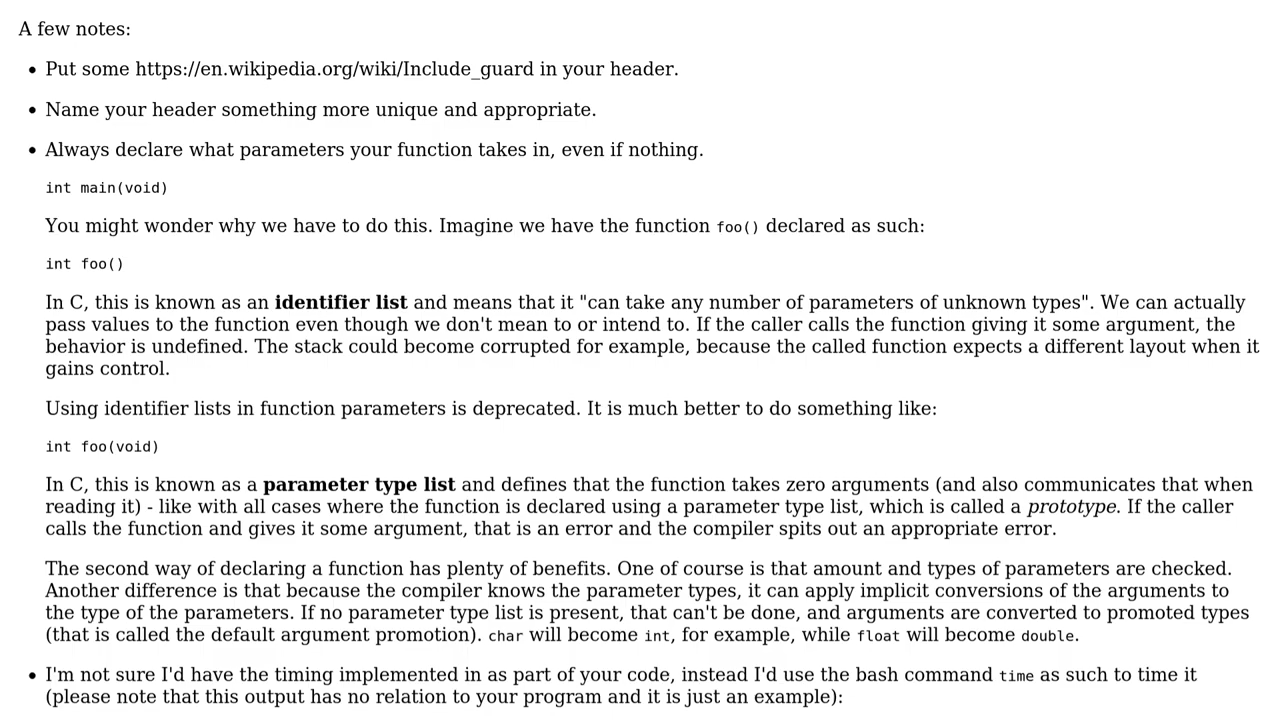 A few notes:
• Put some https://en.wikipedia.org/wiki/Include_guard in your header.
• Name your header something more unique and appropriate.
• Always declare what parameters your function takes in, even if nothing.
int main(void)
You might wonder why we have to do this. Imagine we have the function foo() declared as such:
int foo()
In C, this is known as an identifier list and means that it "can take any number of parameters of unknown types". We can actually
pass values to the function even though we don't mean to or intend to. If the caller calls the function giving it some argument, the
behavior is undefined. The stack could become corrupted for example, because the called function expects a different layout when it
gains control.
Using identifier lists in function parameters is deprecated. It is much better to do something like:
int foo(void)
In C, this is known as a parameter type list and defines that the function takes zero arguments (and also communicates that when
reading it) - like with all cases where the function is declared using a parameter type list, which is called a prototype. If the caller
calls the function and gives it some argument, that is an error and the compiler spits out an appropriate error.
The second way of declaring a function has plenty of benefits. One of course is that amount and types of parameters are checked.
Another difference is that because the compiler knows the parameter types, it can apply implicit conversions of the arguments to
the type of the parameters. If no parameter type list is present, that can't be done, and arguments are converted to promoted types
(that is called the default argument promotion). char will become int, for example, while float will become double.
• I'm not sure I'd have the timing implemented in as part of your code, instead I'd use the bash command time as such to time it
(please note that this output has no relation to your program and it is just an example):